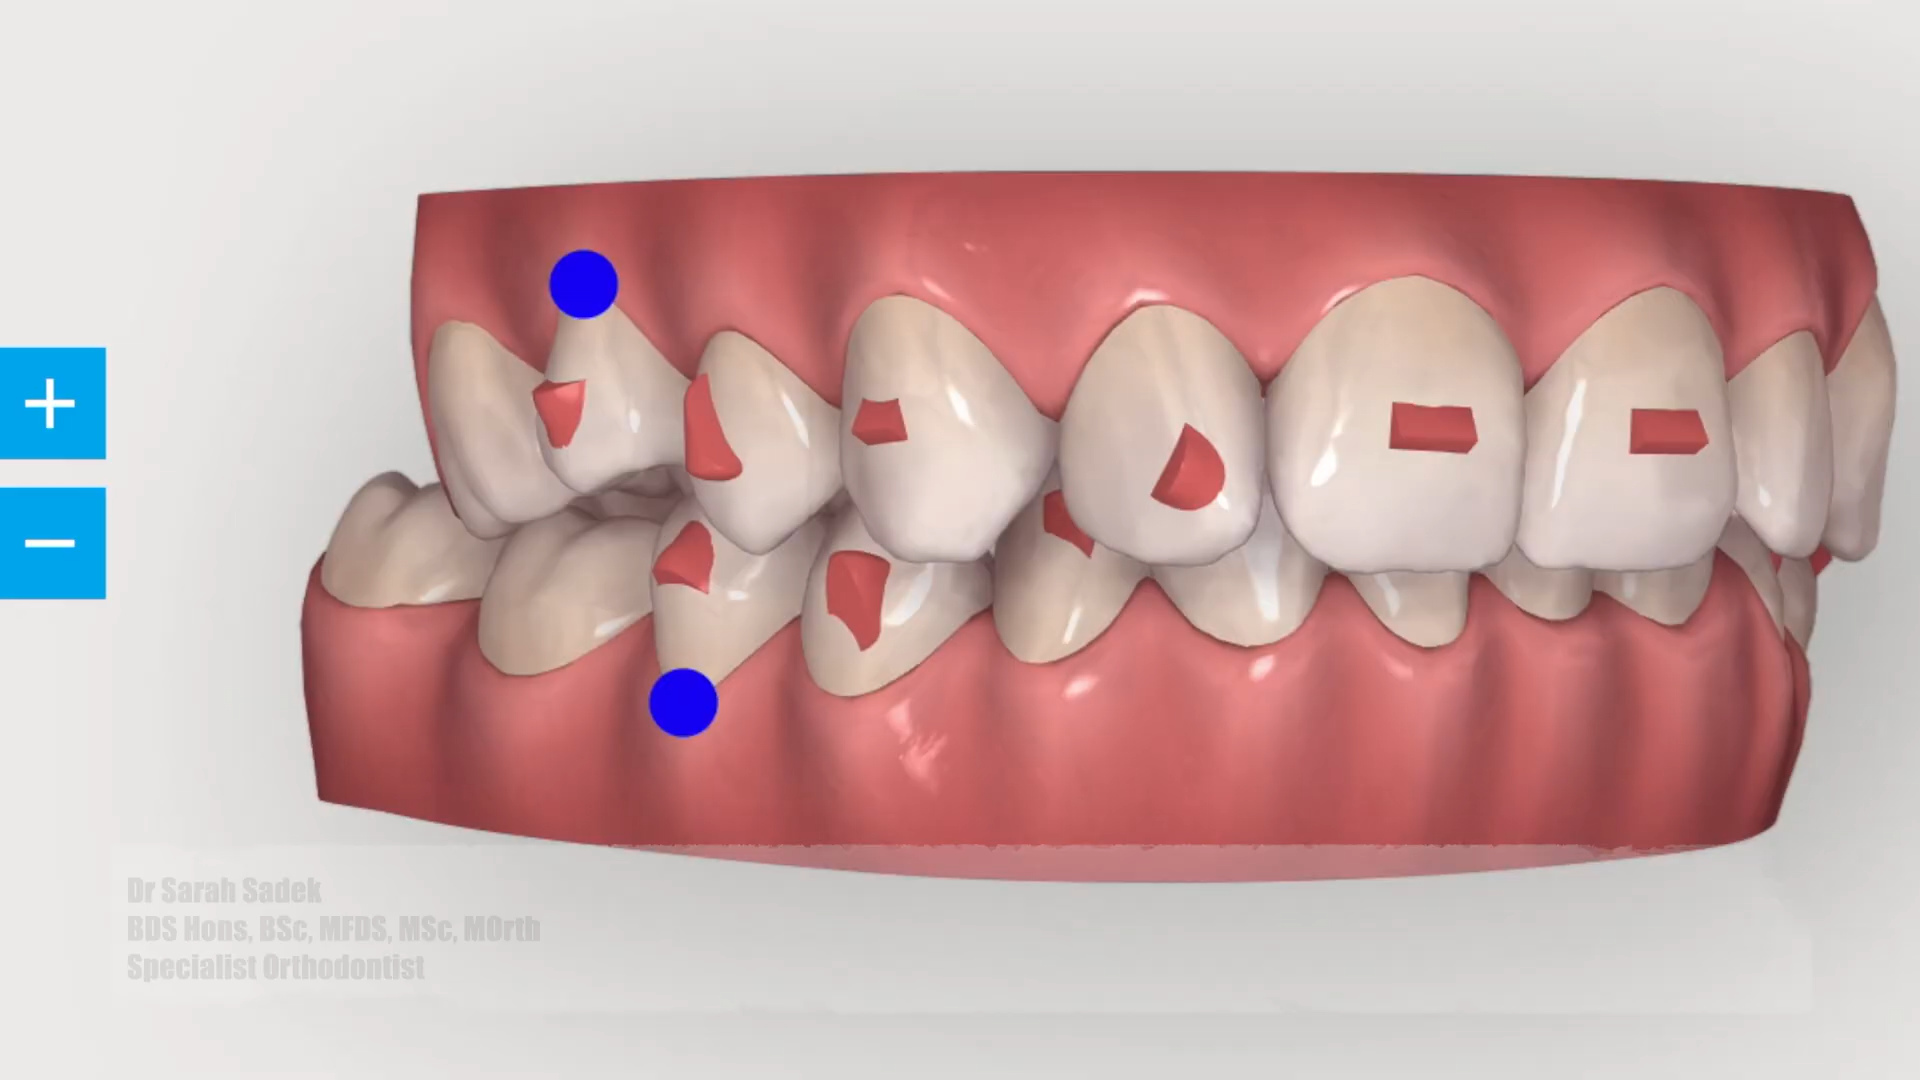 Dr Sarah Sadek
BDS Hons, BSc, MFDS, MSc, MOrth
Specialist Orthodontist